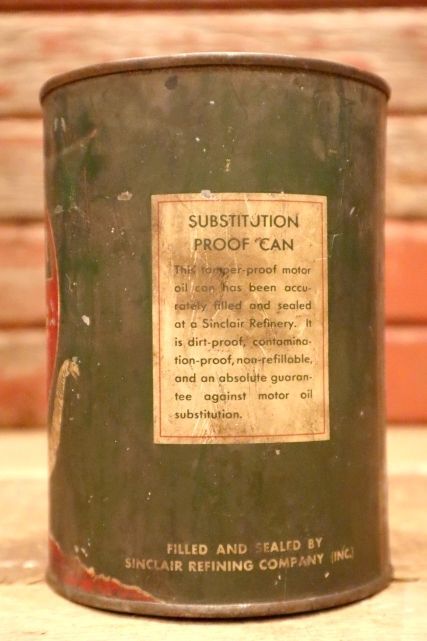 SUBSTITUTION
PROOF CAN
This tamper-proof motor
oil can has been accu-
rately filled and sealed
at a Sinclair Refinery. It
is dirt-proof, contamina-
tion-proof, non-refillable,
and an absolute guaran-
tee against motor oil
substitution.
FILLED AND SEALED BY
SINCLAIR REFINING COMPANY (INC.)